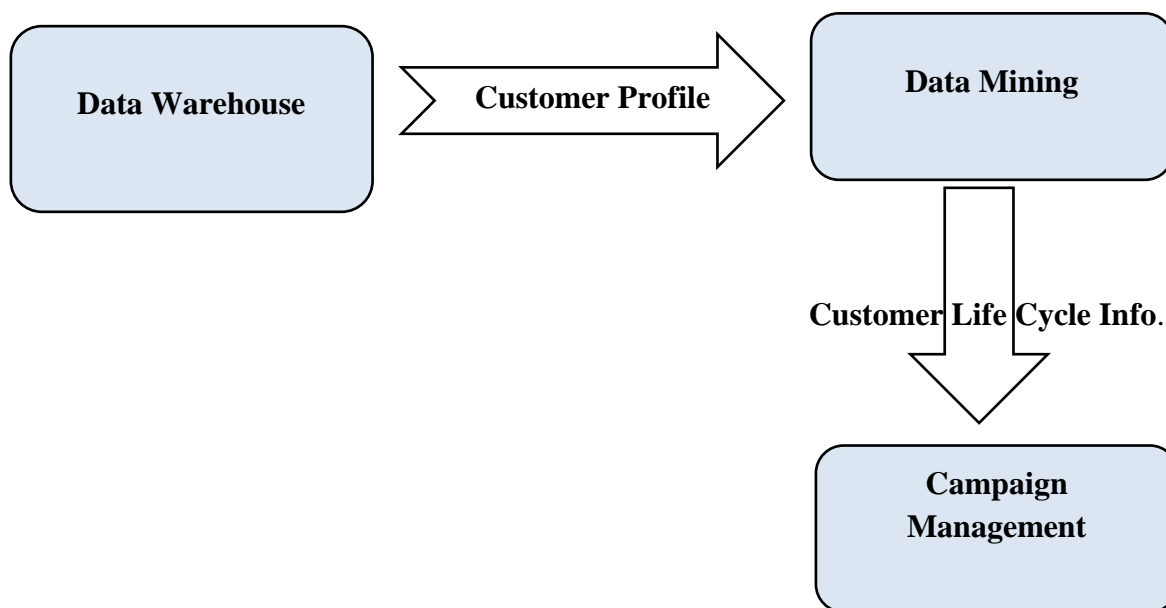 Data Warehouse
Customer Profile
Data Mining
Customer Life Cycle Info.
Campaign
Management